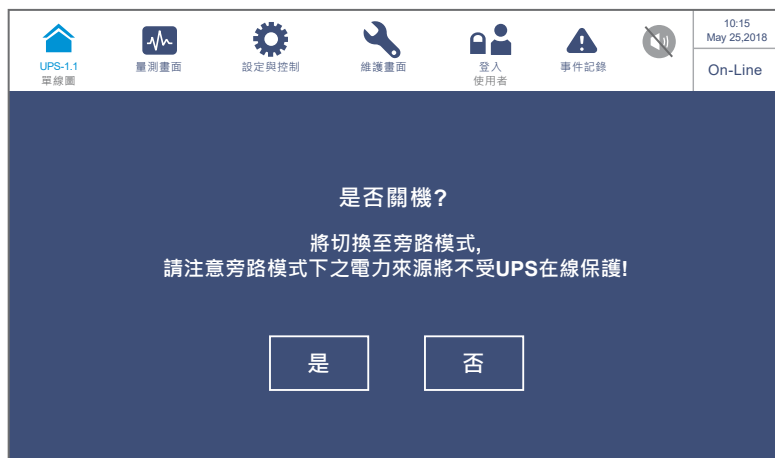 10:15
May 25,2018
On-Line
UPS-1.1
單線圖
量測畫面
設定與控制
維護畫面
登入
使用者
事件記錄
是否關機?
將切換至旁路模式,
請注意旁路模式下之電力來源將不受UPS在線保護!
是
否